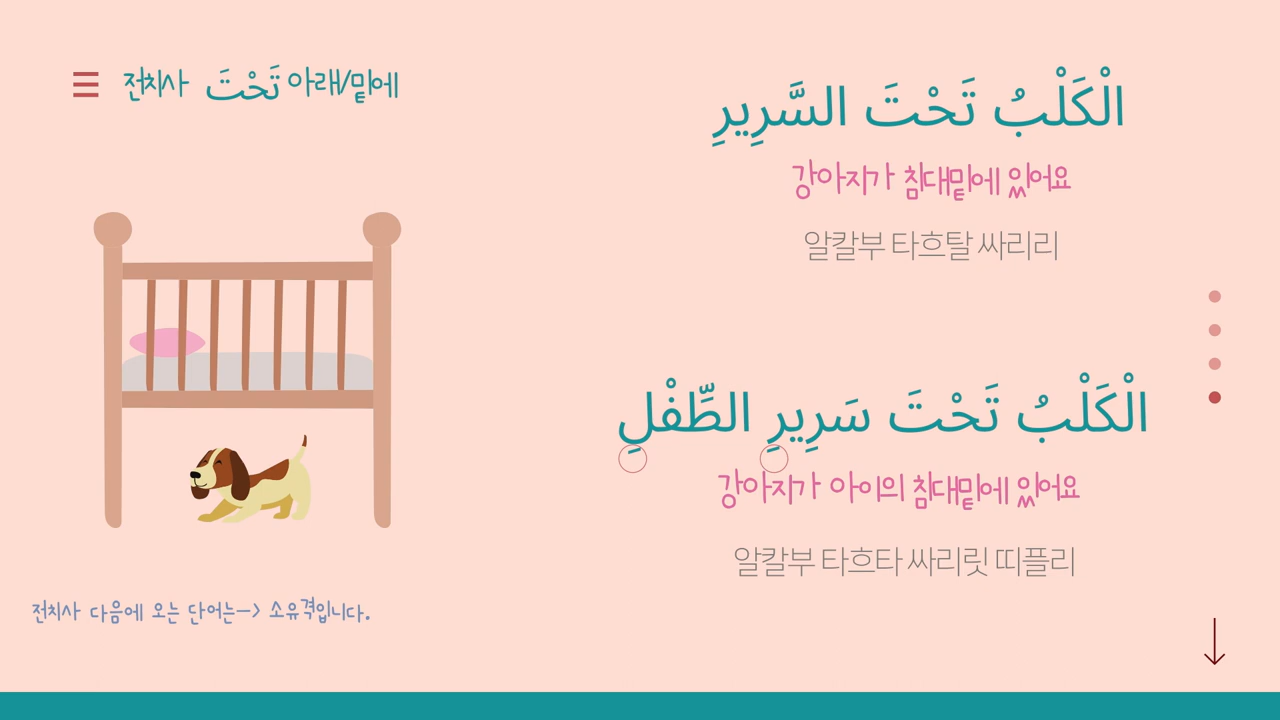 전치사 تَحْتَ 아래/밑에
الْكَلْبُ تَحْتَ السَّرِيرِ
강아지가 침대밑에 있어요
알칼부 타흐탈 싸리리
الْكَلْبُ تَحْتَ سَرِيرِ الطِّفْلِ
강아지가 아이의 침대밑에 있어요
알칼부 타흐타 싸리릿 띠플리
전치사 다음에 오는 단어는-> 소유격입니다.